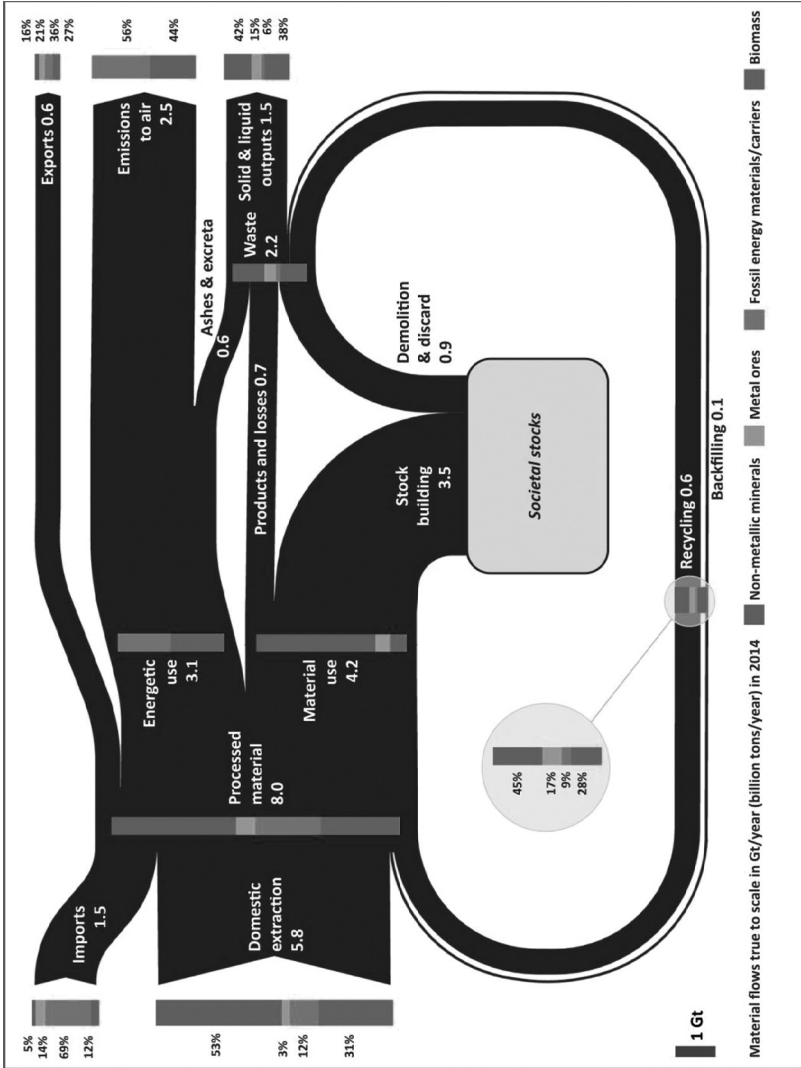 5%
14%
69%
12%
Imports
1.5
53%
3%
12%
31%
Domestic
extraction
5.8
Processed
material
8.0
Energetic
use
3.1
Material
use
4.2
Exports 0.6
16%
21%
36%
27%
Emissions
to air
2.5
56%
44%
Ashes & excreta
0.6
Waste
2.2
Solid & liquid
outputs 1.5
42%
15%
6%
38%
Products and losses 0.7
Stock
building
3.5
Demolition
& discard
0.9
Societal stocks
45%
17%
9%
28%
Recycling 0.6
Backfilling 0.1
1 Gt
Material flows true to scale in Gt/year (billion tons/year) in 2014
Non-metallic minerals
Metal ores
Fossil energy materials/carriers
Biomass